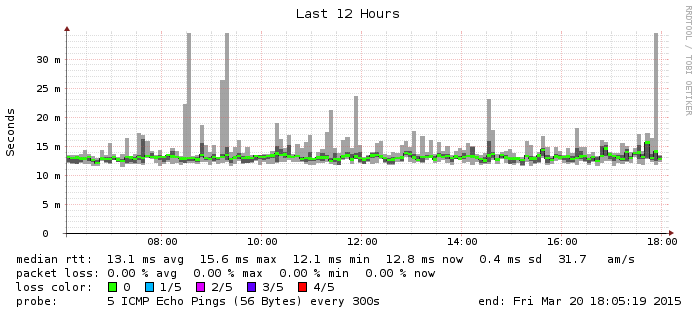 Last 12 Hours
RRDTOOL / TOBI OETIKER
Seconds
30 m
25 m
20 m
15 m
10 m
5 m
0
08:00 10:00 12:00 14:00 16:00 18:00
median rtt: 13.1 ms avg 15.6 ms max 12.1 ms min 12.8 ms now 0.4 ms sd 31.7 am/s
packet loss: 0.00 % avg 0.00 % max 0.00 % min 0.00 % now
loss color: 0 1/5 2/5 3/5 4/5
probe: 5 ICMP Echo Pings (56 Bytes) every 300s end: Fri Mar 20 18:05:19 2015